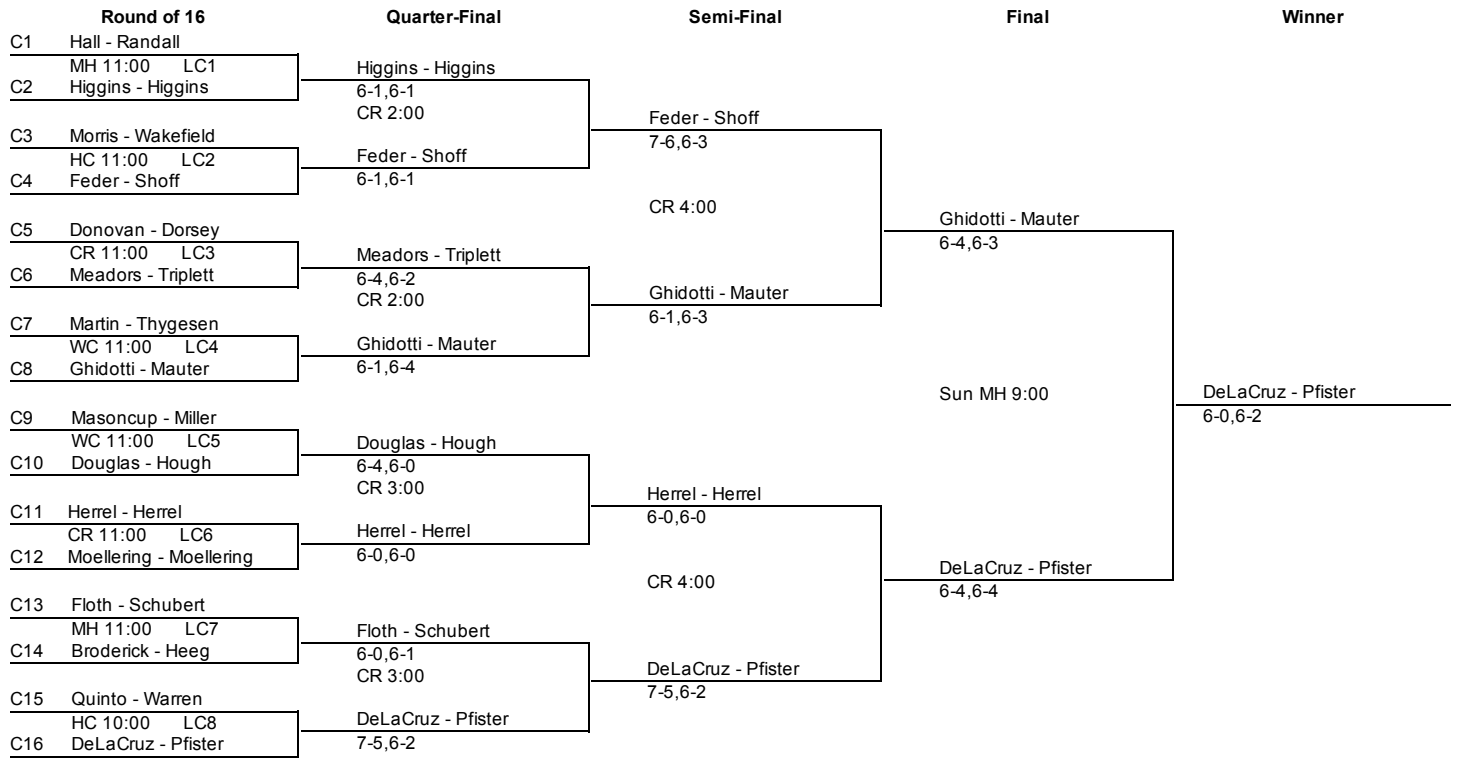 Round of 16 Quarter-Final Semi-Final Final Winner
C1 Hall - Randall
MH 11:00 LC1
C2 Higgins - Higgins
Higgins - Higgins
6-1,6-1
CR 2:00
C3 Morris - Wakefield
HC 11:00 LC2
C4 Feder - Shoff
Feder - Shoff
6-1,6-1
Feder - Shoff
7-6,6-3
CR 4:00
C5 Donovan - Dorsey
CR 11:00 LC3
C6 Meadors - Triplett
Meadors - Triplett
6-4,6-2
CR 2:00
C7 Martin - Thygesen
WC 11:00 LC4
C8 Ghidotti - Mauter
Ghidotti - Mauter
6-1,6-4
Ghidotti - Mauter
6-1,6-3
Ghidotti - Mauter
6-4,6-3
Sun MH 9:00
DeLaCruz - Pfister
6-0,6-2
C9 Masoncup - Miller
WC 11:00 LC5
C10 Douglas - Hough
Douglas - Hough
6-4,6-0
CR 3:00
C11 Herrel - Herrel
CR 11:00 LC6
C12 Moellering - Moellering
Herrel - Herrel
6-0,6-0
Herrel - Herrel
6-0,6-0
CR 4:00
C13 Floth - Schubert
MH 11:00 LC7
C14 Broderick - Heeg
Floth - Schubert
6-0,6-1
CR 3:00
C15 Quinto - Warren
HC 10:00 LC8
C16 DeLaCruz - Pfister
DeLaCruz - Pfister
7-5,6-2
DeLaCruz - Pfister
7-5,6-2
DeLaCruz - Pfister
6-4,6-4